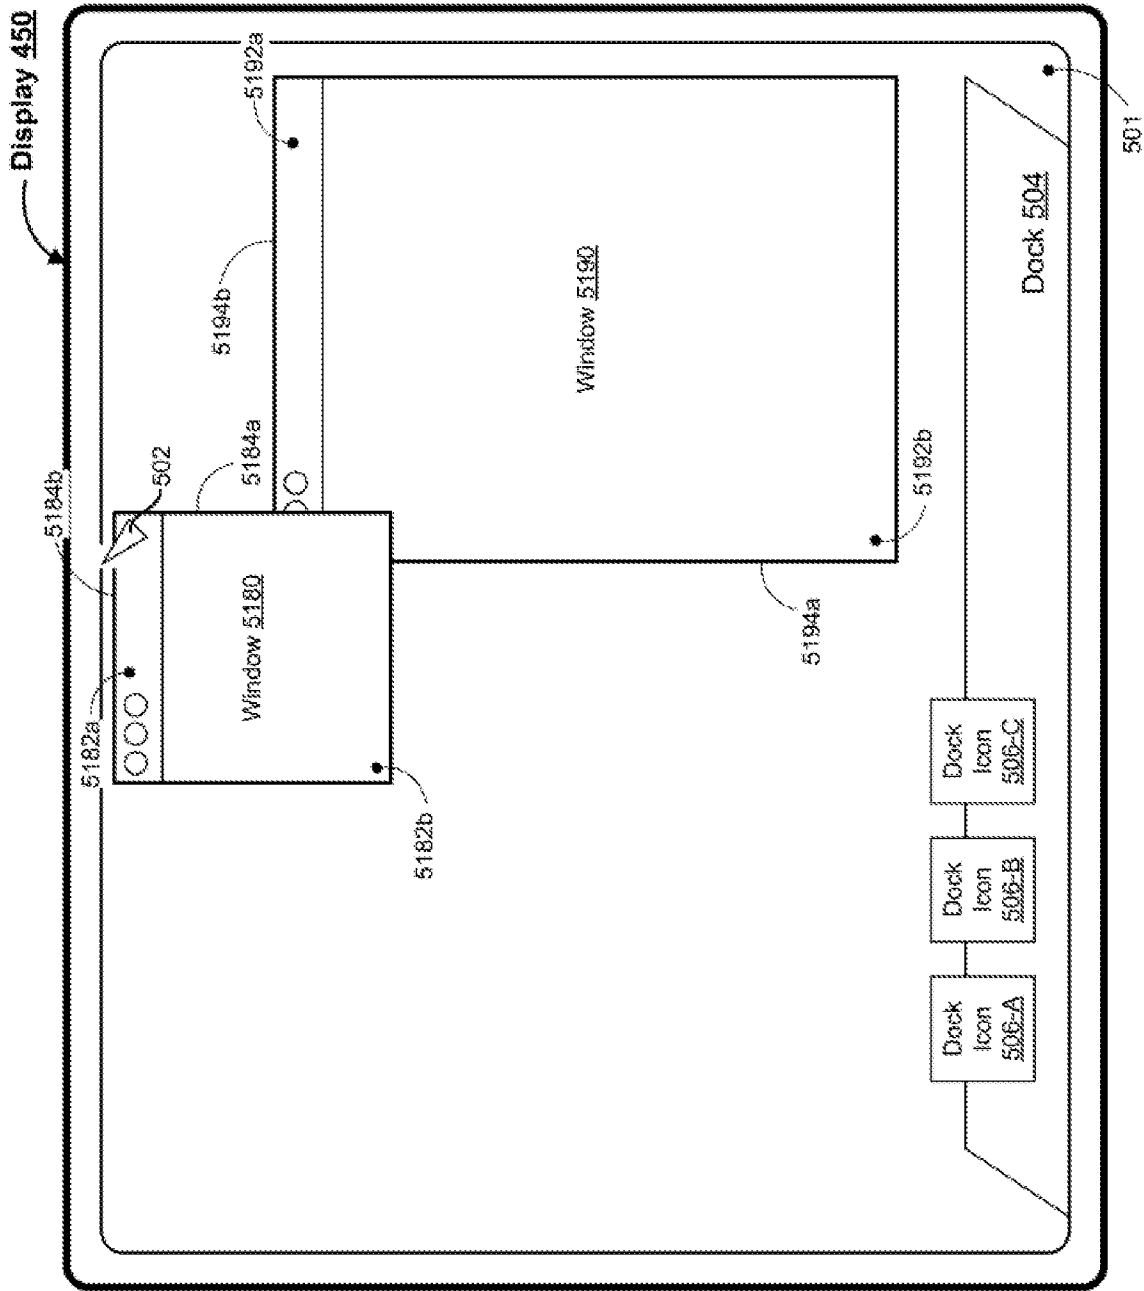 Display 450
5184b
502
5182a
5184a
5194b
5192a
Window 5180
Window 5190
5182b
5194a
5192b
Dock
Icon
506-A
Dock
Icon
506-B
Dock
Icon
506-C
Dock 504
501